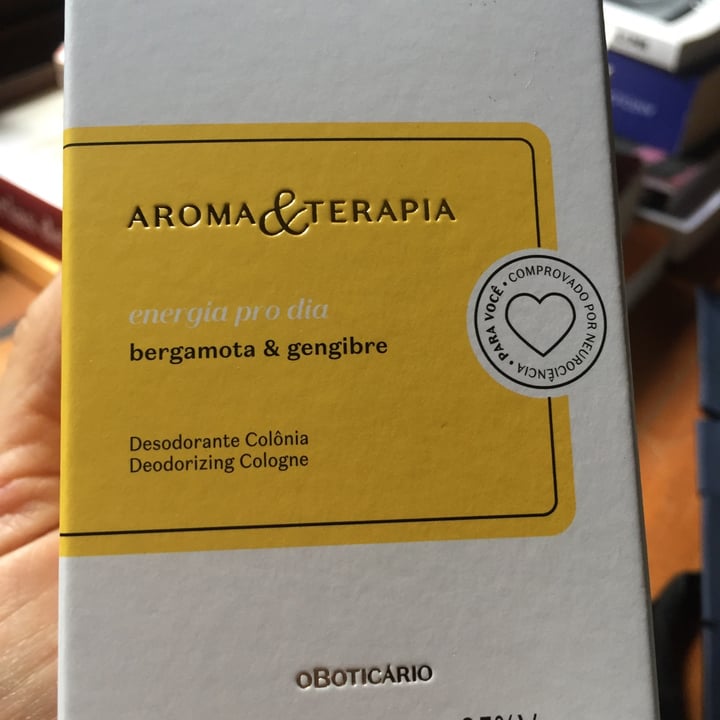 AROMA&TERAPIA
energia pro dia
bergamota & gengibre
PARA VOCÊ • COMPROVADO POR NEUROCIÊNCIA •
Desodorante Colônia
Deodorizing Cologne
oBOTICÁRIO